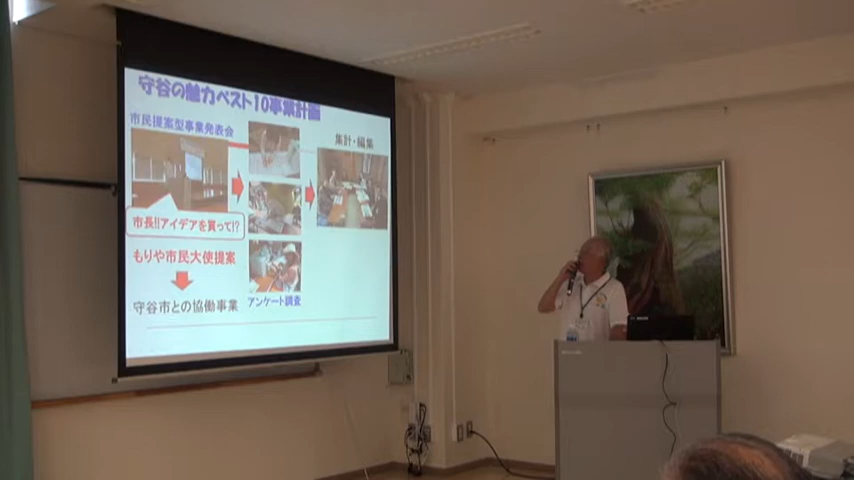 守谷の魅力ベスト10事業計画
市民提案型事業発表会
集計・編集
市長!!アイデアを買って!?
もりや市民大使提案
守谷市との協働事業
アンケート調査